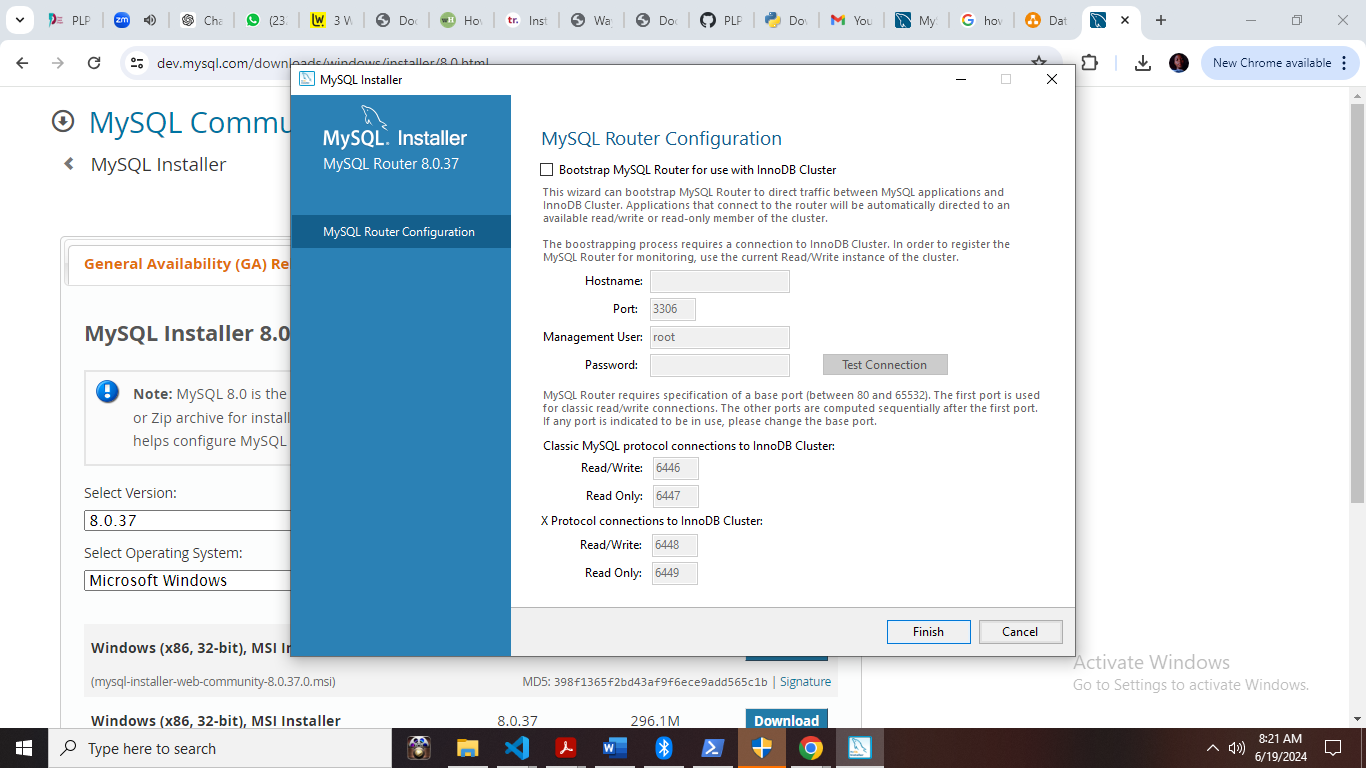 PLP
Cha
(23
3 W
Doc
Hov
Inst
Way
Doc
PLP
Dov
You
My
how
Dat
dev.mysql.com/downloads/windows/installer/8.0.html
New Chrome available
MySQL Commu
MySQL Installer
General Availability (GA) Re
MySQL Installer 8.0
Note: MySQL 8.0 is the
or Zip archive for install
helps configure MySQL
Select Version:
8.0.37
Select Operating System:
Microsoft Windows
Windows (x86, 32-bit), MSI In
(mysql-installer-web-community-8.0.37.0.msi)
MD5: 398f1365f2bd43af9f6ece9add565c1b | Signature
Windows (x86, 32-bit), MSI Installer
8.0.37
296.1M
Download
MySQL Installer
MySQL. Installer
MySQL Router 8.0.37
MySQL Router Configuration
MySQL Router Configuration
Bootstrap MySQL Router for use with InnoDB Cluster
This wizard can bootstrap MySQL Router to direct traffic between MySQL applications and
InnoDB Cluster. Applications that connect to the router will be automatically directed to an
available read/write or read-only member of the cluster.
The boostrapping process requires a connection to InnoDB Cluster. In order to register the
MySQL Router for monitoring, use the current Read/Write instance of the cluster.
Hostname:
Port: 3306
Management User: root
Password:
Test Connection
MySQL Router requires specification of a base port (between 80 and 65532). The first port is used
for classic read/write connections. The other ports are computed sequentially after the first port.
If any port is indicated to be in use, please change the base port.
Classic MySQL protocol connections to InnoDB Cluster:
Read/Write: 6446
Read Only: 6447
X Protocol connections to InnoDB Cluster:
Read/Write: 6448
Read Only: 6449
Finish
Cancel
Activate Windows
Go to Settings to activate Windows.
Type here to search
8:21 AM
6/19/2024